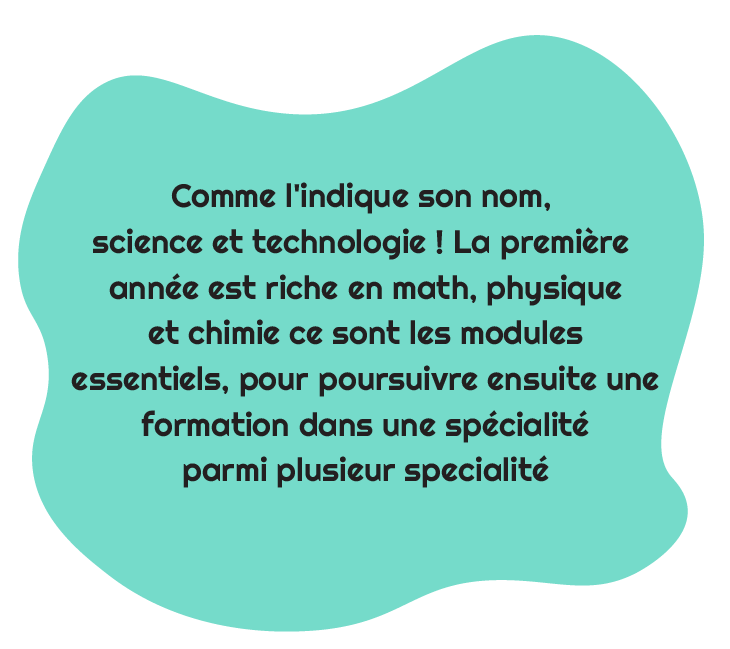 Comme l'indique son nom,
science et technologie ! La première
année est riche en math, physique
et chimie ce sont les modules
essentiels, pour poursuivre ensuite une
formation dans une spécialité
parmi plusieur specialité